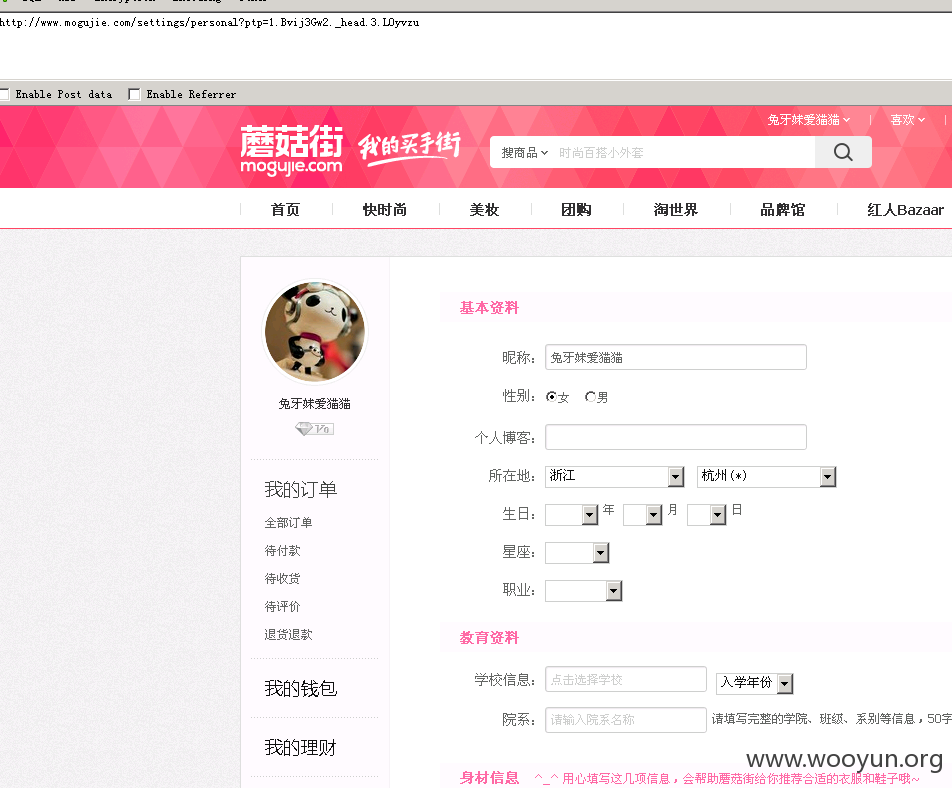 http://www.mogujie.com/settings/personal?ptp=1.Bvij3Gw2._head.3.LOyvzu
Enable Post data Enable Referrer
兔牙妹爱猫猫 喜欢
蘑菇街 我的买手街
mogujie.com
搜商品 时尚百搭小外套
首页 快时尚 美妆 团购 淘世界 品牌馆 红人Bazaar
基本资料
昵称: 兔牙妹爱猫猫
性别: 女 男
兔牙妹爱猫猫
V0
个人博客:
所在地: 浙江 杭州(*)
我的订单
生日: 年 月 日
全部订单
待付款
星座:
待收货
职业:
待评价
退货退款
教育资料
学校信息: 点击选择学校 入学年份
我的钱包
院系: 请输入院系名称 请填写完整的学院、班级、系别等信息，50字
我的理财
www.wooyun.org
身材信息 ^_^ 用心填写这几项信息，会帮助蘑菇街给你推荐合适的衣服和鞋子哦~